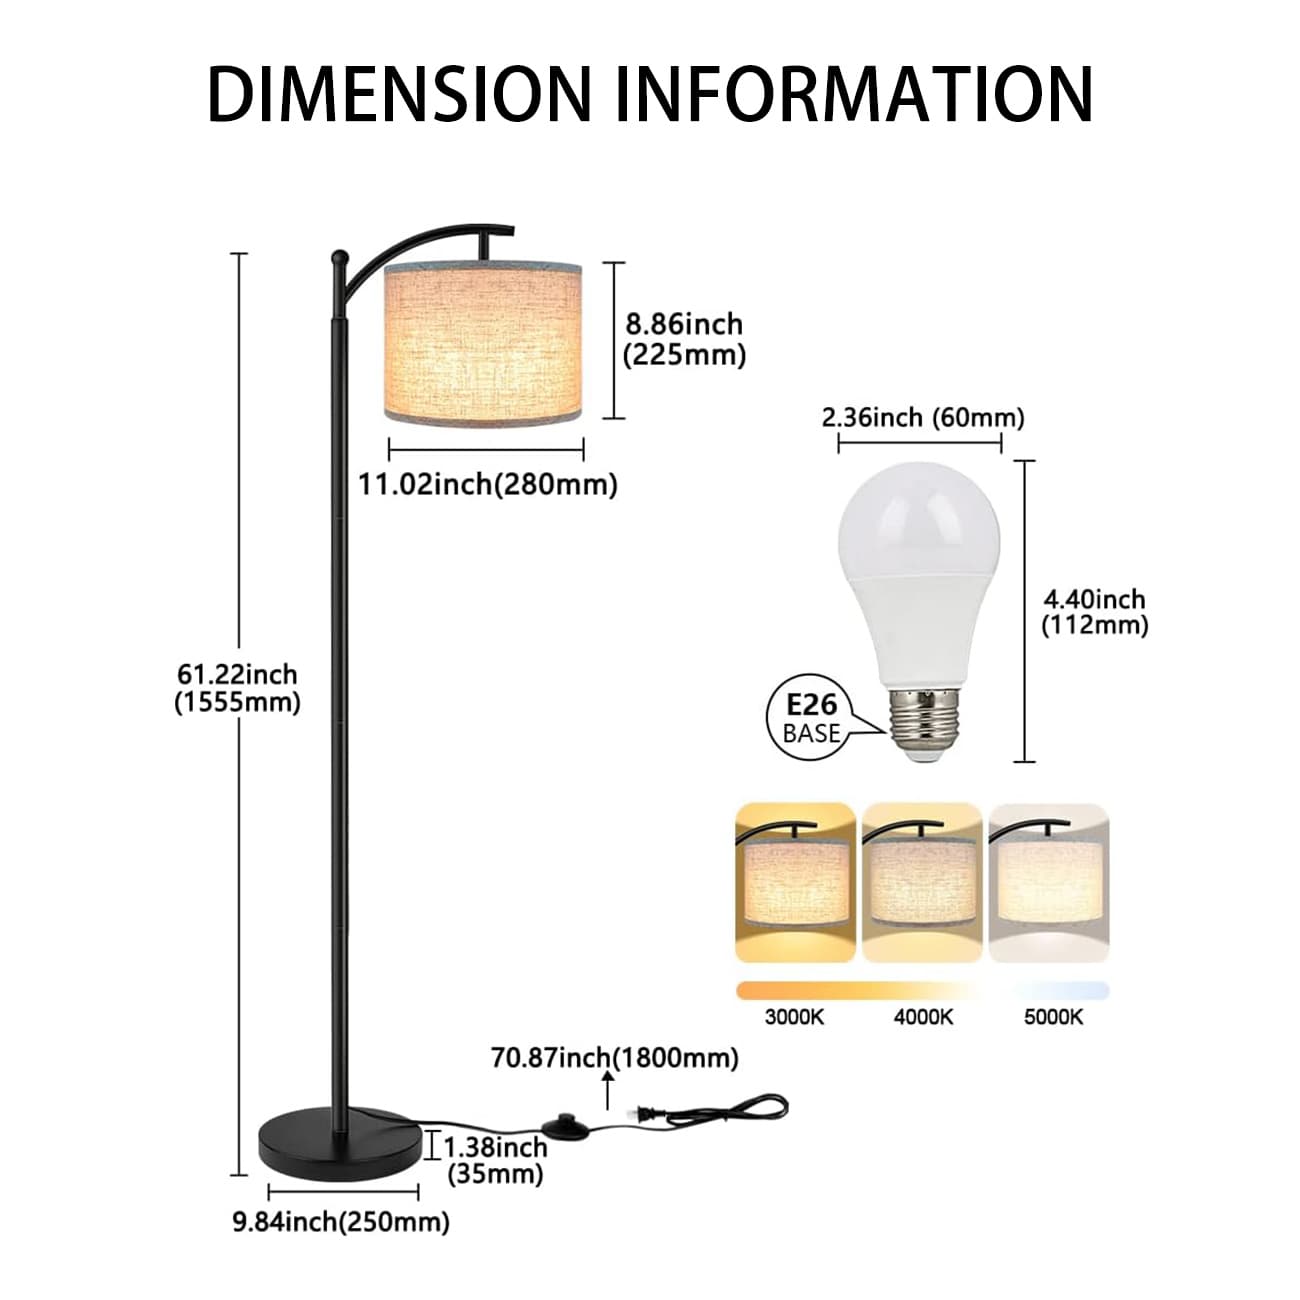 DIMENSION INFORMATION
8.86inch
(225mm)
11.02inch(280mm)
2.36inch (60mm)
4.40inch
(112mm)
61.22inch
(1555mm)
E26
BASE
3000K 4000K 5000K
70.87inch(1800mm)
1.38inch
(35mm)
9.84inch(250mm)